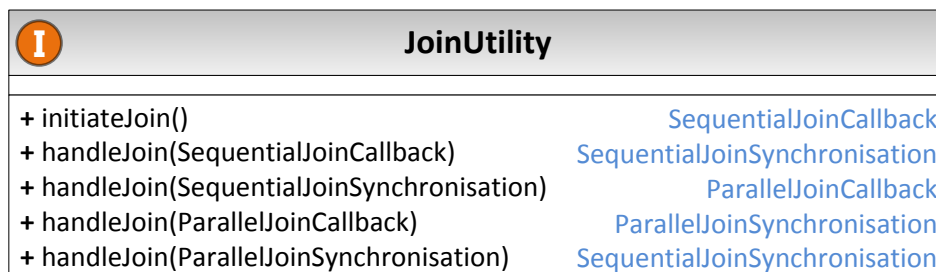 I JoinUtility
+ initiateJoin() SequentialJoinCallback
+ handleJoin(SequentialJoinCallback) SequentialJoinSynchronisation
+ handleJoin(SequentialJoinSynchronisation) ParallelJoinCallback
+ handleJoin(ParallelJoinCallback) ParallelJoinSynchronisation
+ handleJoin(ParallelJoinSynchronisation) SequentialJoinSynchronisation